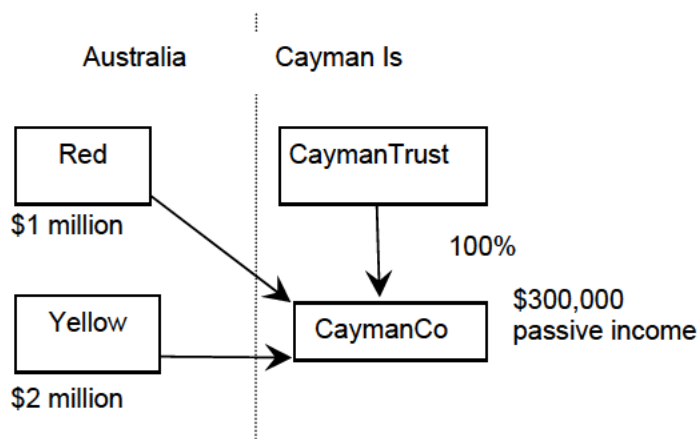 Australia
Cayman Is
Red
CaymanTrust
$1 million
100%
Yellow
CaymanCo
$300,000
passive income
$2 million